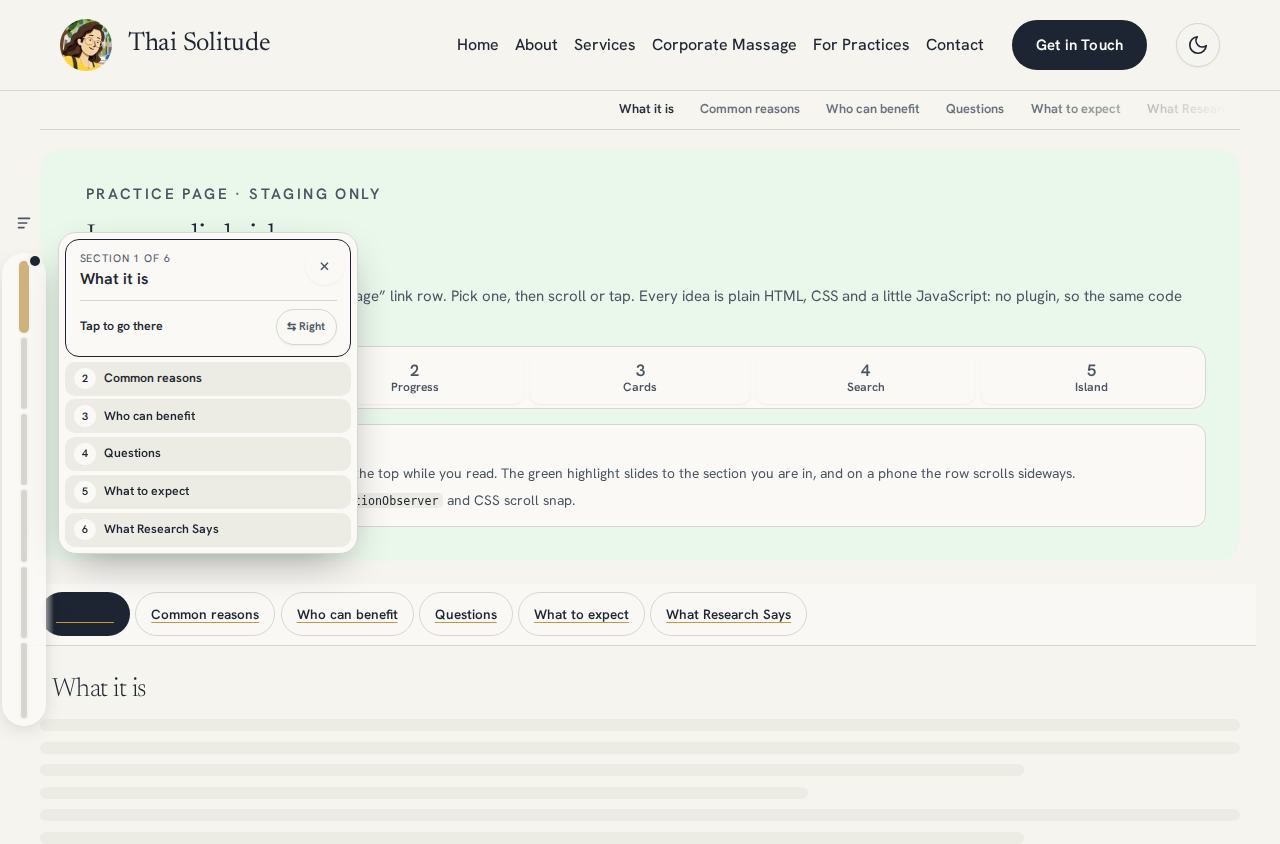 Thai Solitude
Home About Services Corporate Massage For Practices Contact Get in Touch
What it is Common reasons Who can benefit Questions What to expect What Resear
PRACTICE PAGE · STAGING ONLY
SECTION 1 OF 6
What it is
×
Tap to go there
⇆ Right
2 Common reasons
3 Who can benefit
4 Questions
5 What to expect
6 What Research Says
age” link row. Pick one, then scroll or tap. Every idea is plain HTML, CSS and a little JavaScript: no plugin, so the same code
2 Progress
3 Cards
4 Search
5 Island
he top while you read. The green highlight slides to the section you are in, and on a phone the row scrolls sideways.
tionObserver and CSS scroll snap.
Common reasons Who can benefit Questions What to expect What Research Says
What it is